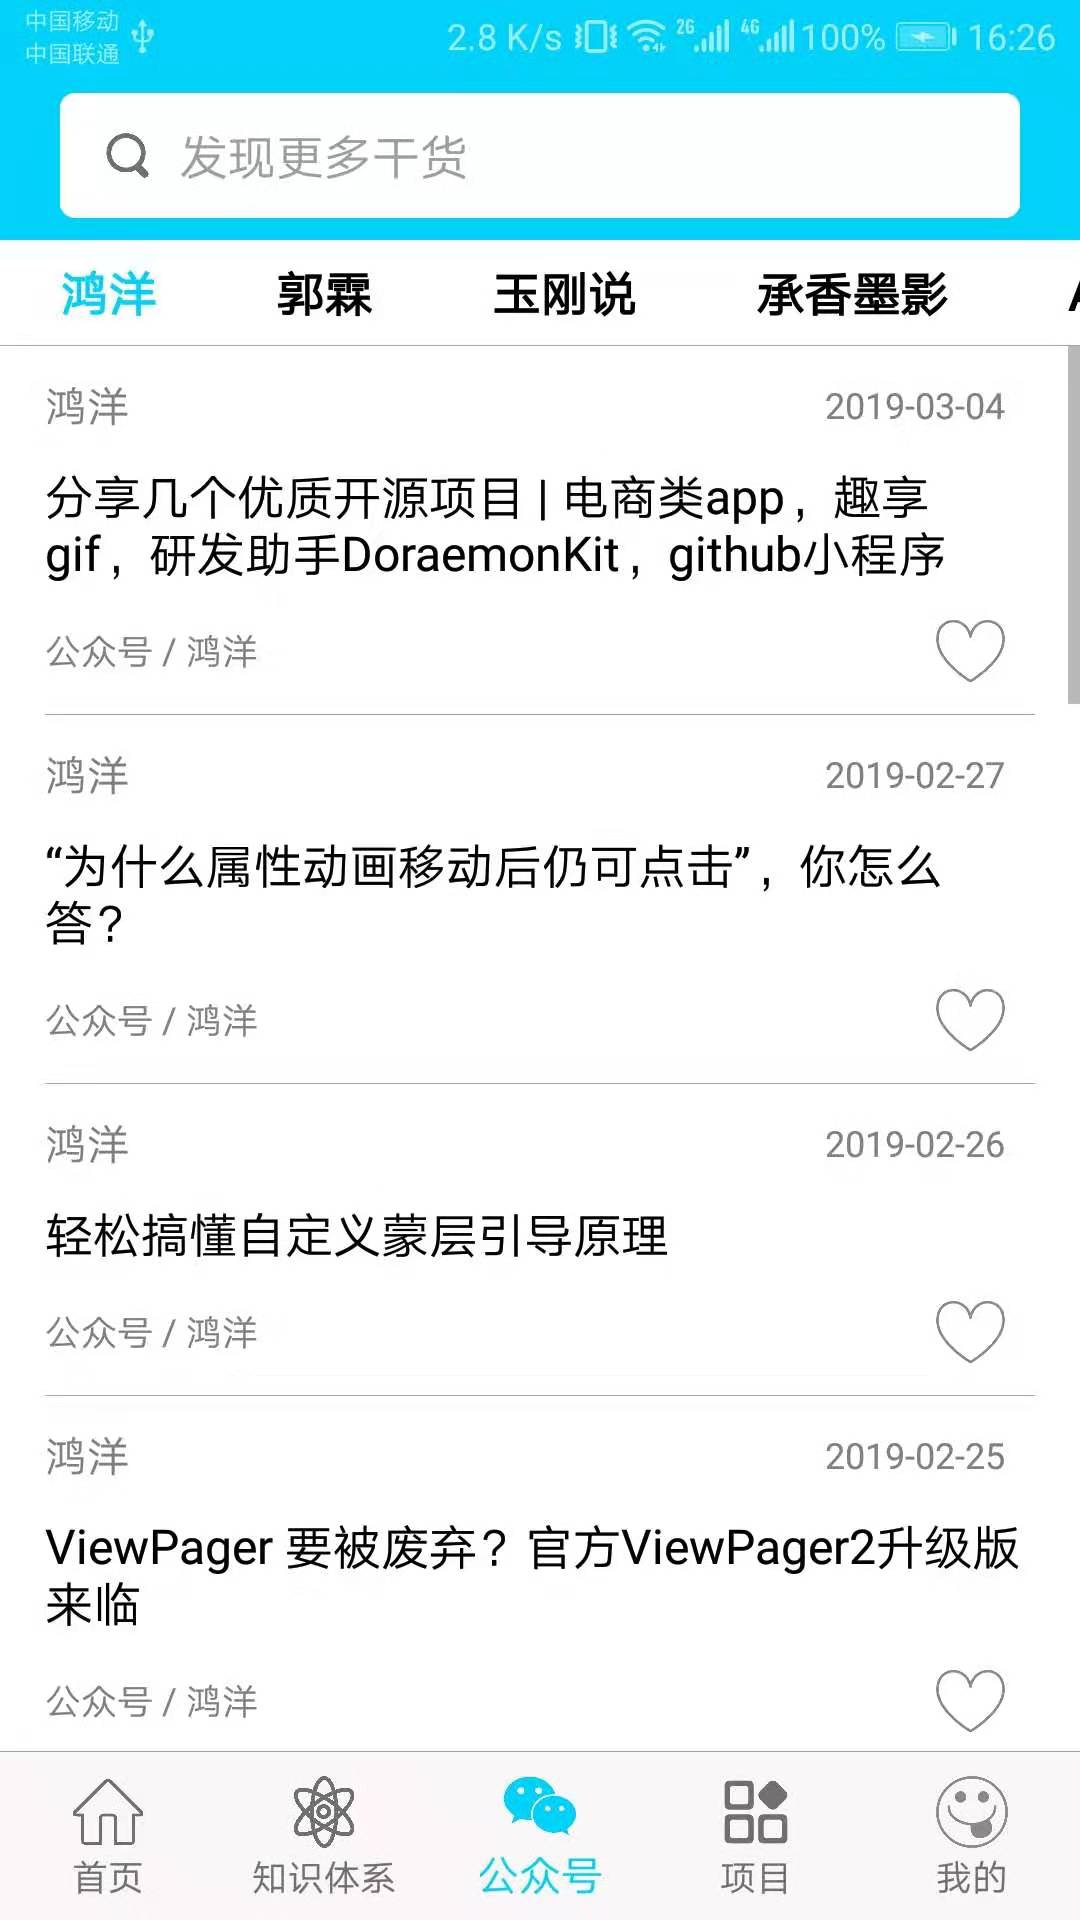 中国移动
中国联通
2.8 K/s 2G 4G 100% 16:26
发现更多干货
鸿洋 郭霖 玉刚说 承香墨影
鸿洋 2019-03-04
分享几个优质开源项目 | 电商类app，趣享
gif，研发助手DoraemonKit，github小程序
公众号 / 鸿洋
鸿洋 2019-02-27
“为什么属性动画移动后仍可点击”，你怎么
答？
公众号 / 鸿洋
鸿洋 2019-02-26
轻松搞懂自定义蒙层引导原理
公众号 / 鸿洋
鸿洋 2019-02-25
ViewPager 要被废弃？官方ViewPager2升级版
来临
公众号 / 鸿洋
首页 知识体系 公众号 项目 我的